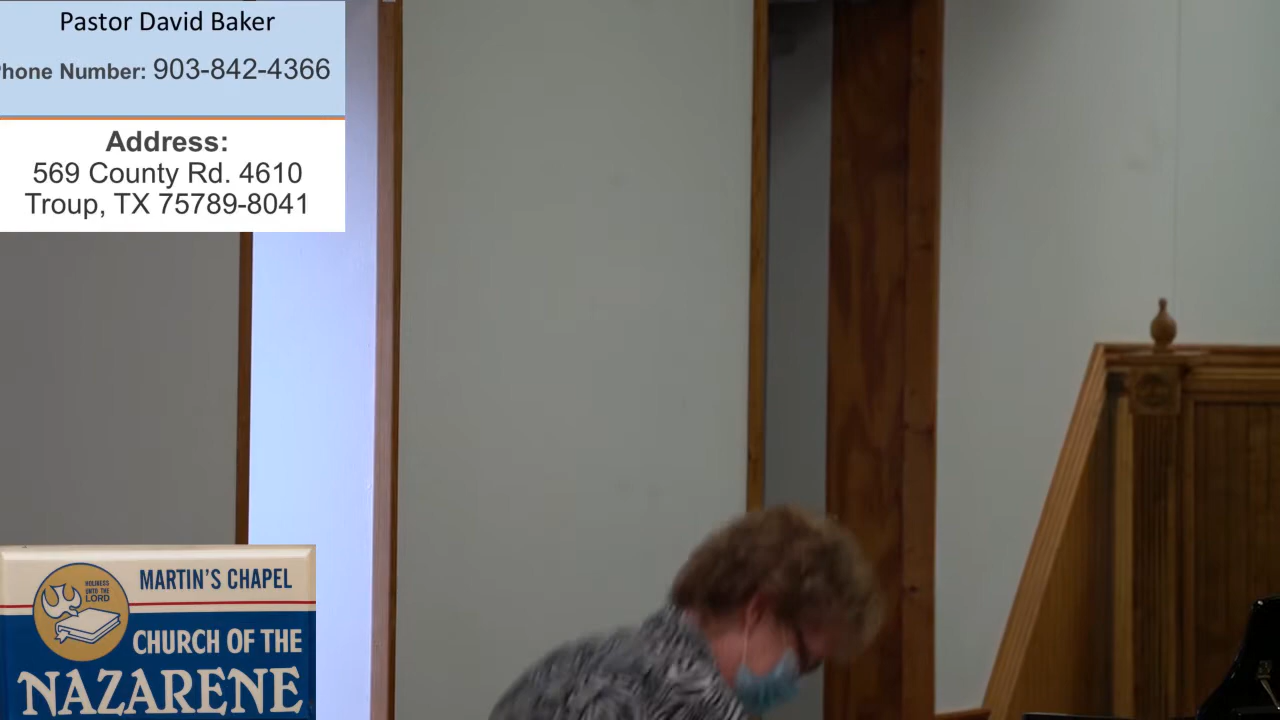 Pastor David Baker
hone Number: 903-842-4366
Address:
569 County Rd. 4610
Troup, TX 75789-8041
HOLINESS
UNTO THE
LORD
MARTIN'S CHAPEL
CHURCH OF THE
NAZARENE